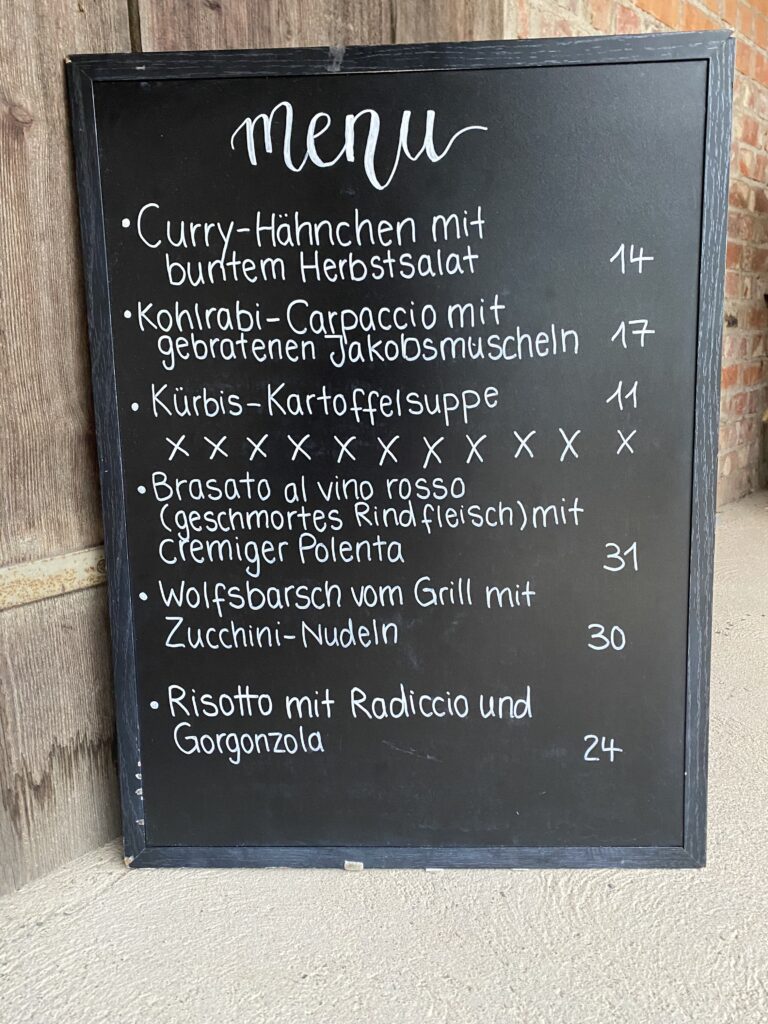 menu
• Curry-Hähnchen mit
buntem Herbstsalat 14
• Kohlrabi-Carpaccio mit
gebratenen Jakobsmuscheln 17
• Kürbis-Kartoffelsuppe 11
x x x x x x x x x x x
• Brasato al vino rosso
(geschmortes Rindfleisch) mit
cremiger Polenta 31
• Wolfsbarsch vom Grill mit
Zucchini-Nudeln 30
• Risotto mit Radiccio und
Gorgonzola 24